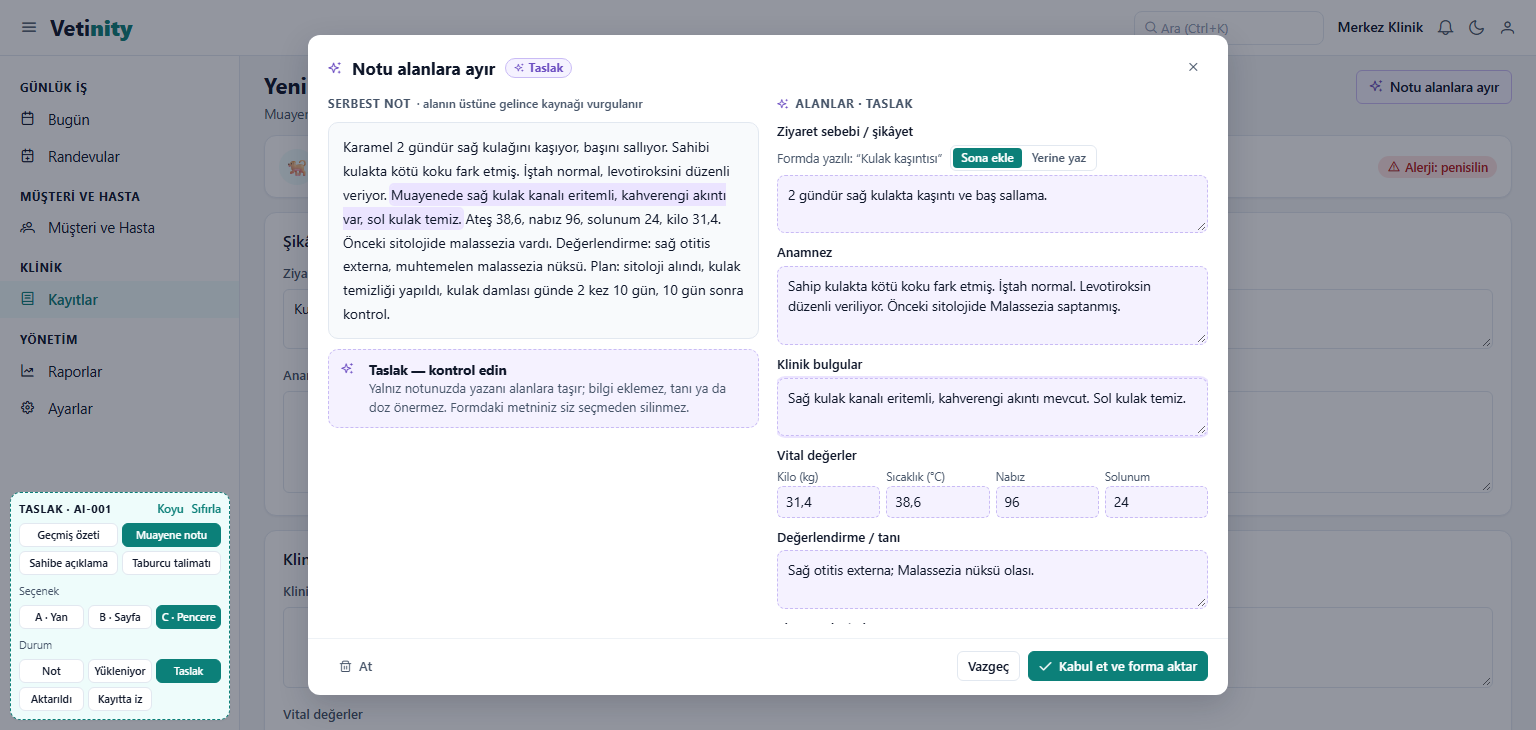 Vetinity
Ara (Ctrl+K)
Merkez Klinik
GÜNLÜK İŞ
Bugün
Randevular
MÜŞTERİ VE HASTA
Müşteri ve Hasta
KLİNİK
Kayıtlar
YÖNETİM
Raporlar
Ayarlar
TASLAK · AI-001
Koyu Sıfırla
Geçmiş özeti
Muayene notu
Sahibe açıklama
Taburcu talimatı
Seçenek
A · Yan
B · Sayfa
C · Pencere
Durum
Not
Yükleniyor
Taslak
Aktarıldı
Kayıtta iz
Yeni
Muayer
Notu alanlara ayır
Alerji: penisilin
Şikâ
Ziya
Ku
Anar
Klin
Klini
Vital değerler
Notu alanlara ayır
Taslak
SERBEST NOT · alanın üstüne gelince kaynağı vurgulanır
Karamel 2 gündür sağ kulağını kaşıyor, başını sallıyor. Sahibi
kulakta kötü koku fark etmiş. İştah normal, levotiroksini düzenli
veriyor. Muayenede sağ kulak kanalı eritemli, kahverengi akıntı
var, sol kulak temiz. Ateş 38,6, nabız 96, solunum 24, kilo 31,4.
Önceki sitolojide malassezia vardı. Değerlendirme: sağ otitis
externa, muhtemelen malassezia nüksü. Plan: sitoloji alındı, kulak
temizliği yapıldı, kulak damlası günde 2 kez 10 gün, 10 gün sonra
kontrol.
Taslak — kontrol edin
Yalnız notunuzda yazanı alanlara taşır; bilgi eklemez, tanı ya da
doz önermez. Formdaki metniniz siz seçmeden silinmez.
ALANLAR · TASLAK
Ziyaret sebebi / şikâyet
Formda yazılı: “Kulak kaşıntısı”
Sona ekle
Yerine yaz
2 gündür sağ kulakta kaşıntı ve baş sallama.
Anamnez
Sahip kulakta kötü koku fark etmiş. İştah normal. Levotiroksin
düzenli veriliyor. Önceki sitolojide Malassezia saptanmış.
Klinik bulgular
Sağ kulak kanalı eritemli, kahverengi akıntı mevcut. Sol kulak temiz.
Vital değerler
Kilo (kg)
Sıcaklık (°C)
Nabız
Solunum
31,4
38,6
96
24
Değerlendirme / tanı
Sağ otitis externa; Malassezia nüksü olası.
At
Vazgeç
Kabul et ve forma aktar